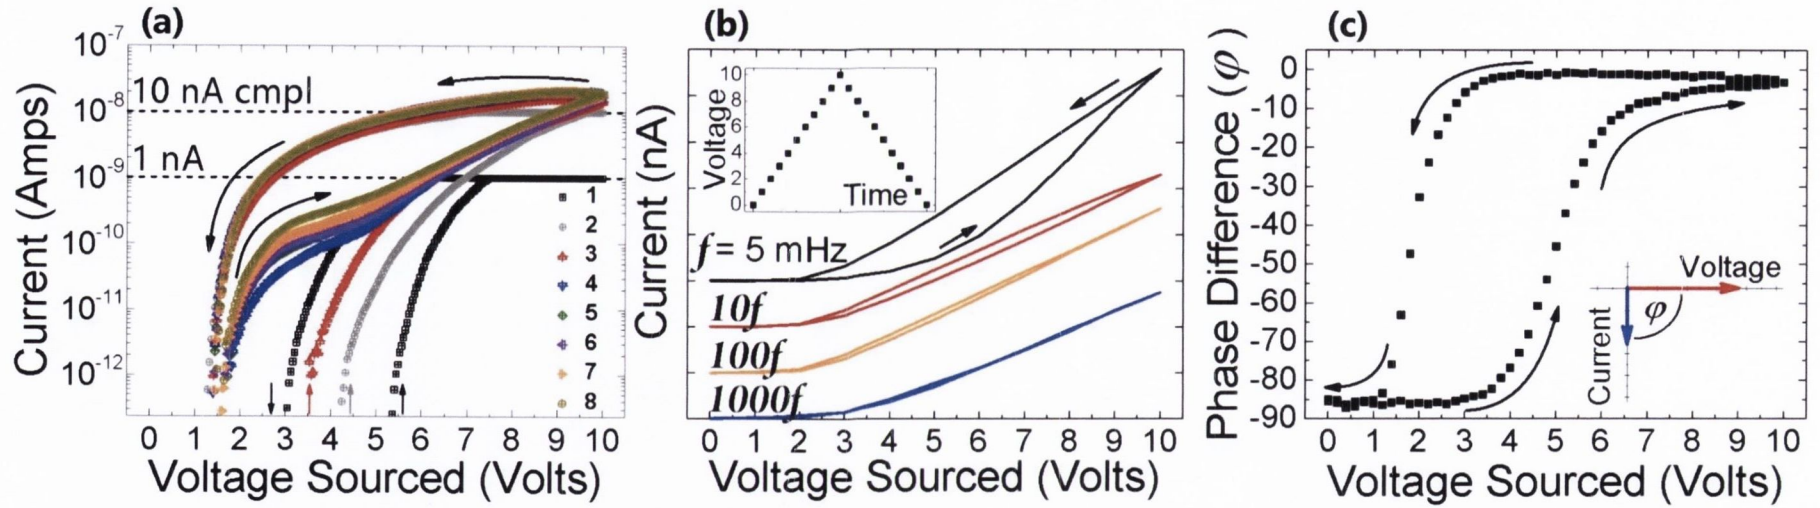 (a)
10^-7
10^-8
10^-9
10^-10
10^-11
10^-12
Current (Amps)
10 nA cmpl
1 nA
1
2
3
4
5
6
7
8
0 1 2 3 4 5 6 7 8 9 10
Voltage Sourced (Volts)
(b)
Current (nA)
10
8
6
4
2
0
Voltage
Time
f = 5 mHz
10f
100f
1000f
0 1 2 3 4 5 6 7 8 9 10
Voltage Sourced (Volts)
(c)
Phase Difference (φ)
0
-10
-20
-30
-40
-50
-60
-70
-80
-90
Voltage
Current
φ
0 1 2 3 4 5 6 7 8 9 10
Voltage Sourced (Volts)